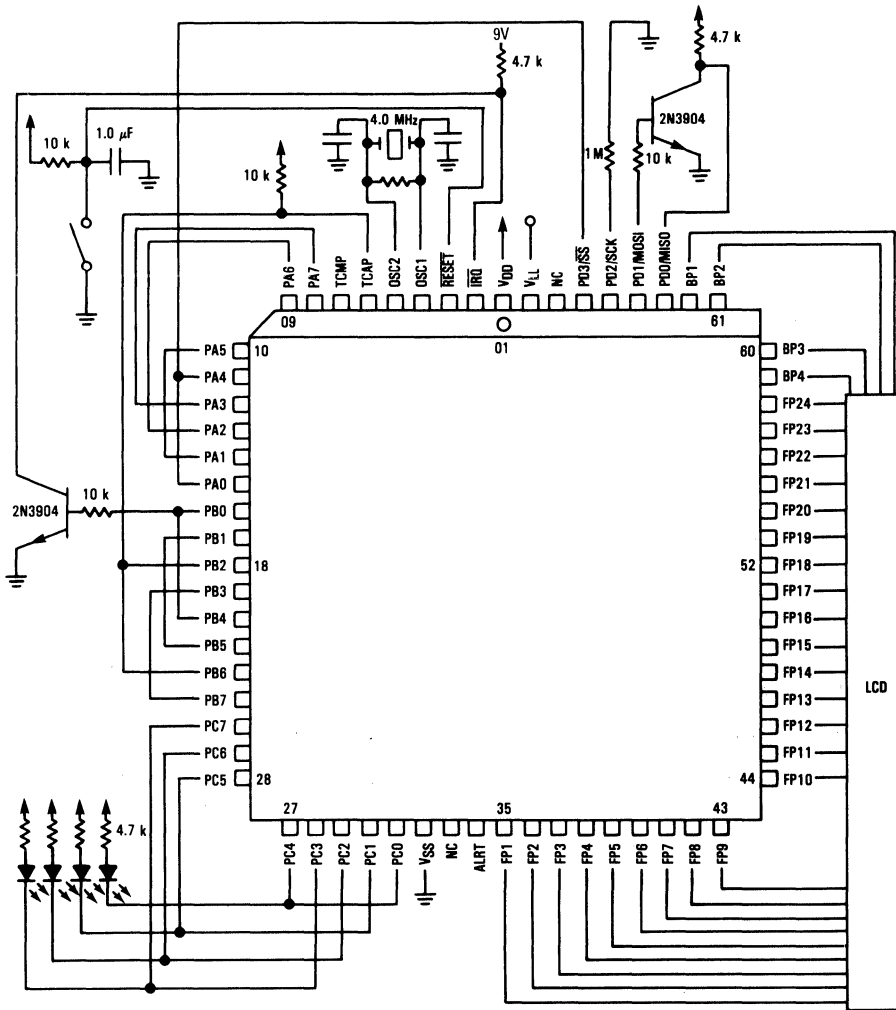 9V
4.7 k
4.7 k
2N3904
10 k
1.0 μF
4.0 MHz
10 k
1 M
10 k
PA6
PA7
TCMP
TCAP
OSC2
OSC1
RESET
IRQ
VDD
VLL
NC
PD3/SS
PD2/SCK
PD1/MOSI
PD0/MISO
BP1
BP2
09
01
61
PA5
10
PA4
PA3
PA2
PA1
PA0
2N3904
10 k
PB0
PB1
PB2
18
PB3
PB4
PB5
PB6
PB7
PC7
PC6
PC5
28
60
BP3
BP4
FP24
FP23
FP22
FP21
FP20
FP19
52
FP18
FP17
FP16
FP15
FP14
FP13
FP12
FP11
44
FP10
LCD
27
35
43
4.7 k
PC4
PC3
PC2
PC1
PC0
VSS
NC
ALRT
FP1
FP2
FP3
FP4
FP5
FP6
FP7
FP8
FP9